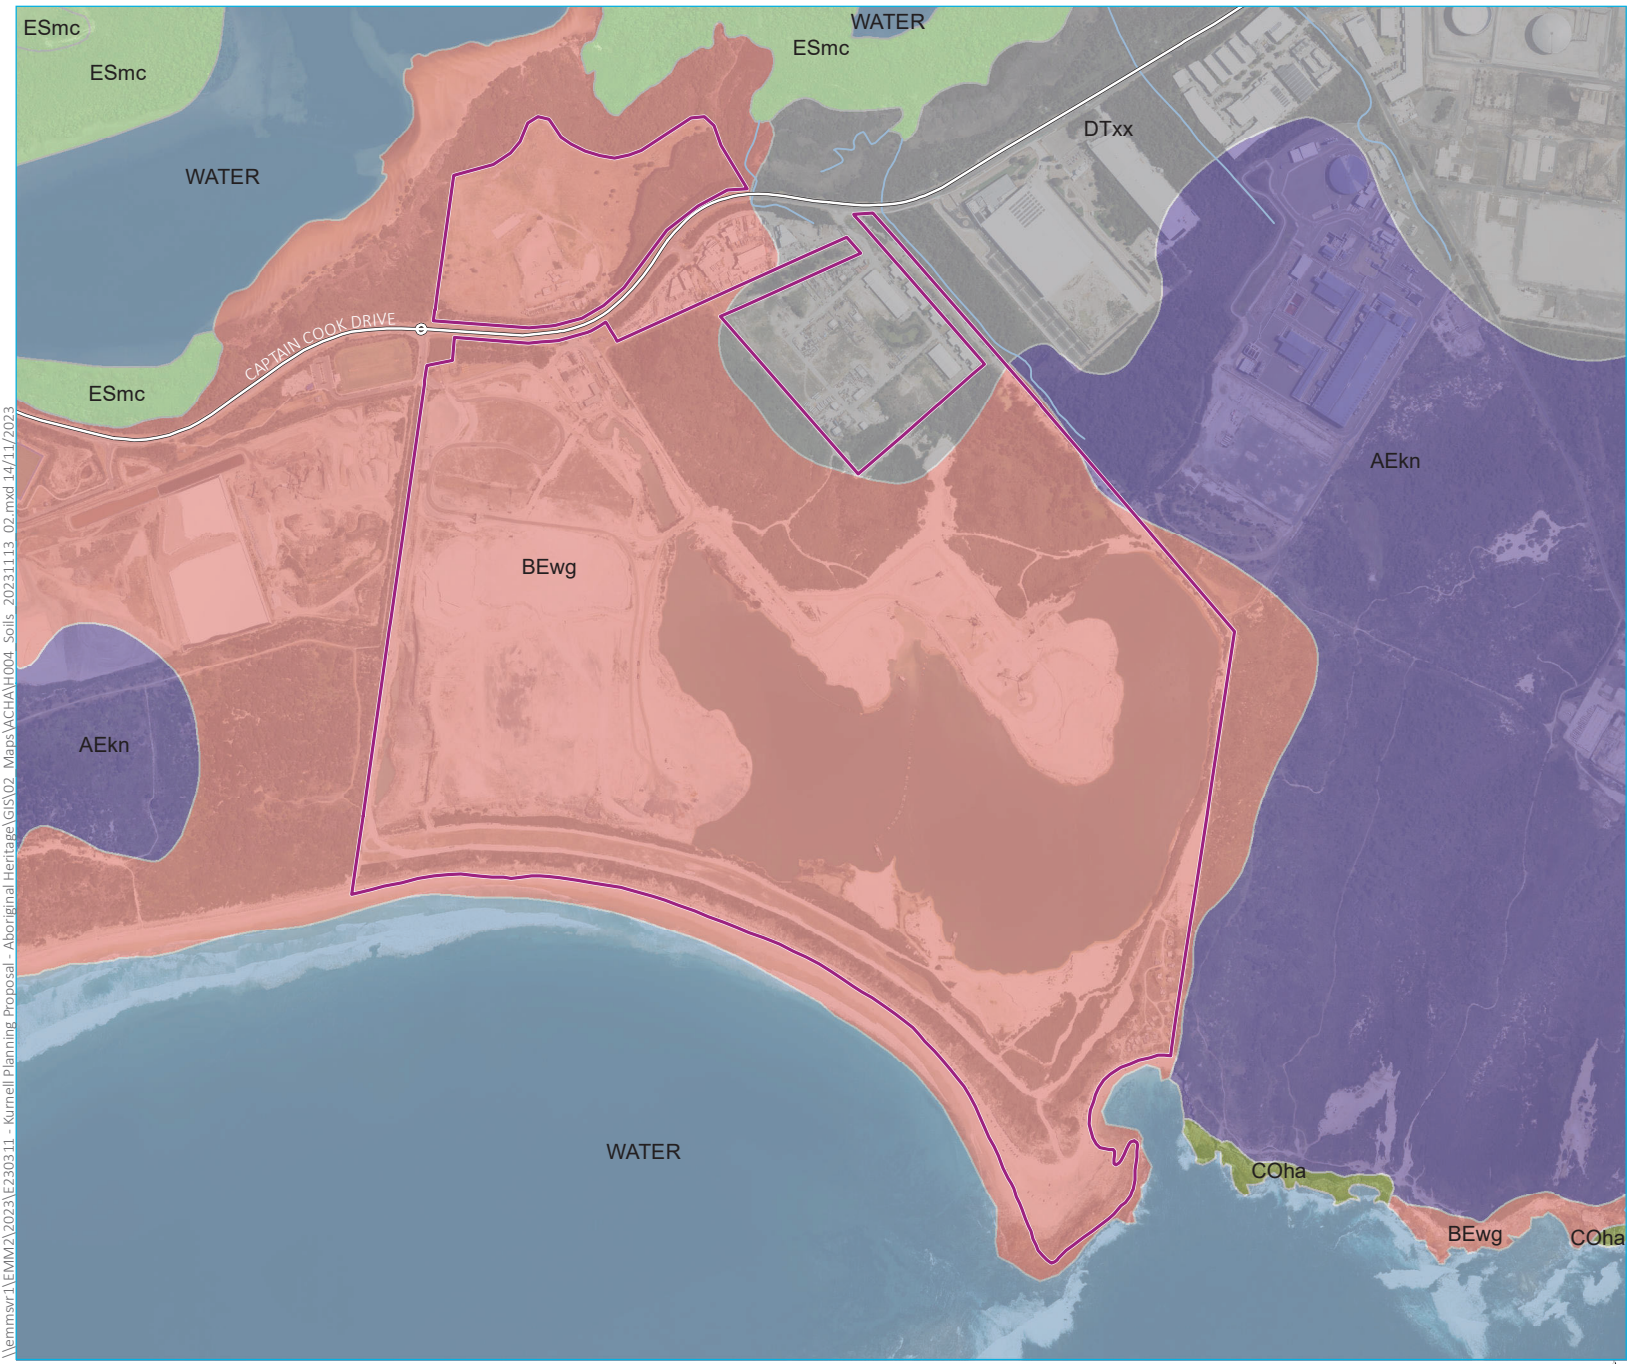 ESmc
WATER
ESmc
ESmc
DTxx
WATER
CAPTAIN COOK DRIVE
ESmc
AEkn
BEwg
AEkn
WATER
COha
BEwg
COha
\\emmsvr1\EMM2\2023\E230311 - Kurnell Planning Proposal - Aboriginal Heritage\GIS\02_Maps\ACHA\H004_Soils_20231113_02.mxd 14/11/2023